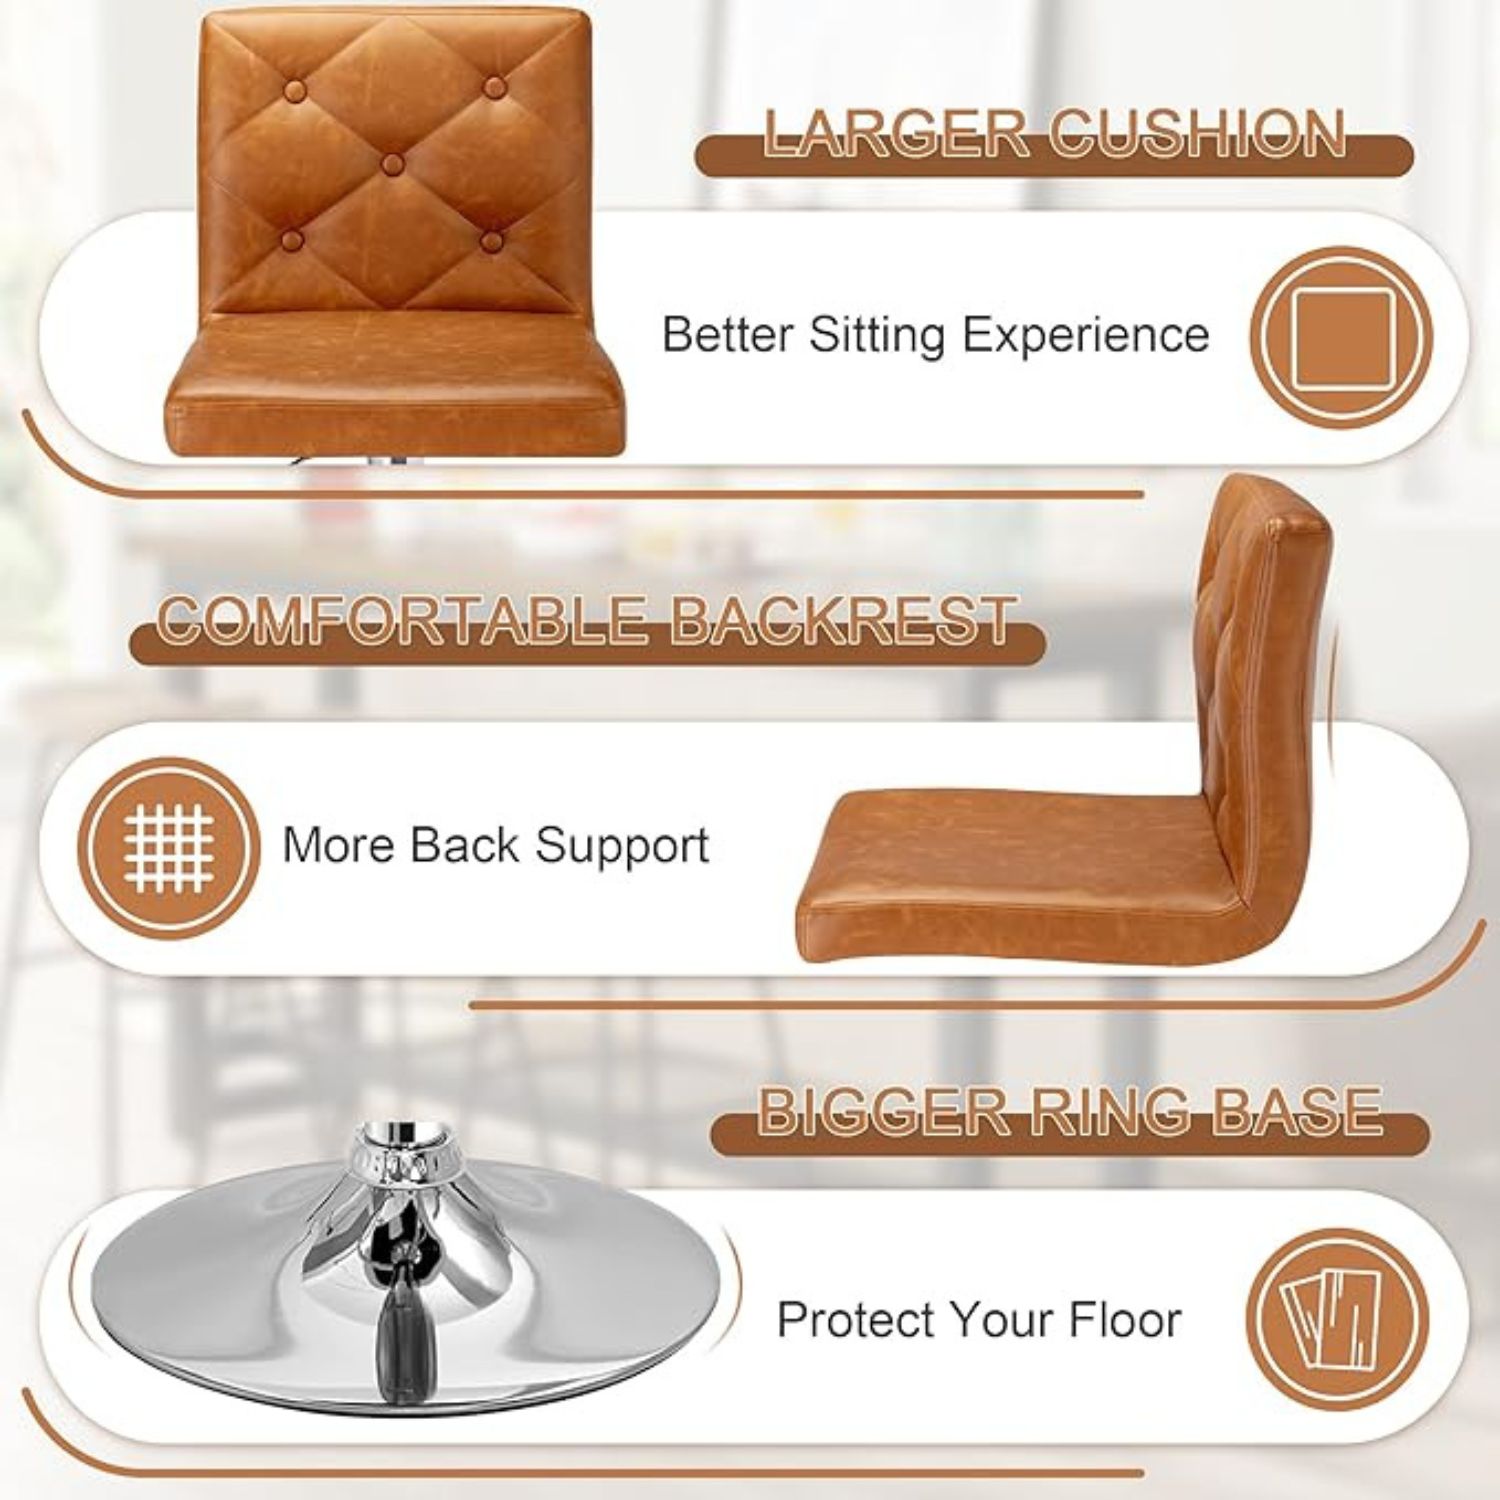 LARGER CUSHION
Better Sitting Experience
COMFORTABLE BACKREST
More Back Support
BIGGER RING BASE
Protect Your Floor